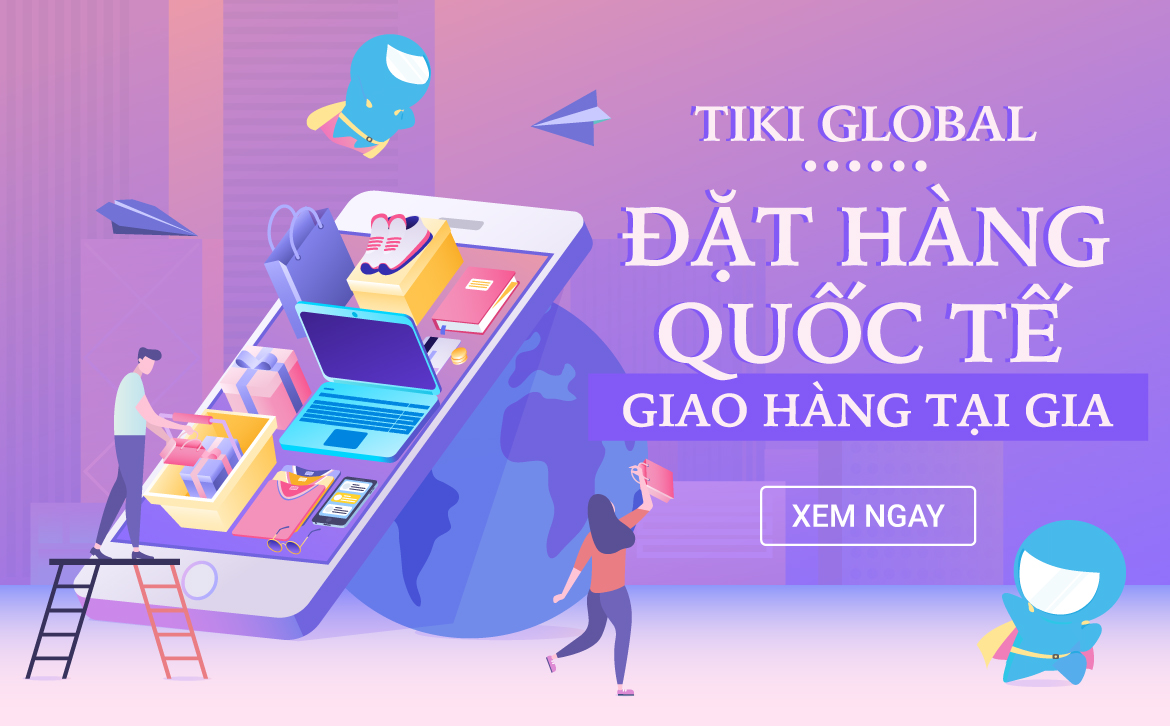 TIKI GLOBAL
ĐẶT HÀNG
QUỐC TẾ
GIAO HÀNG TẠI GIA
XEM NGAY